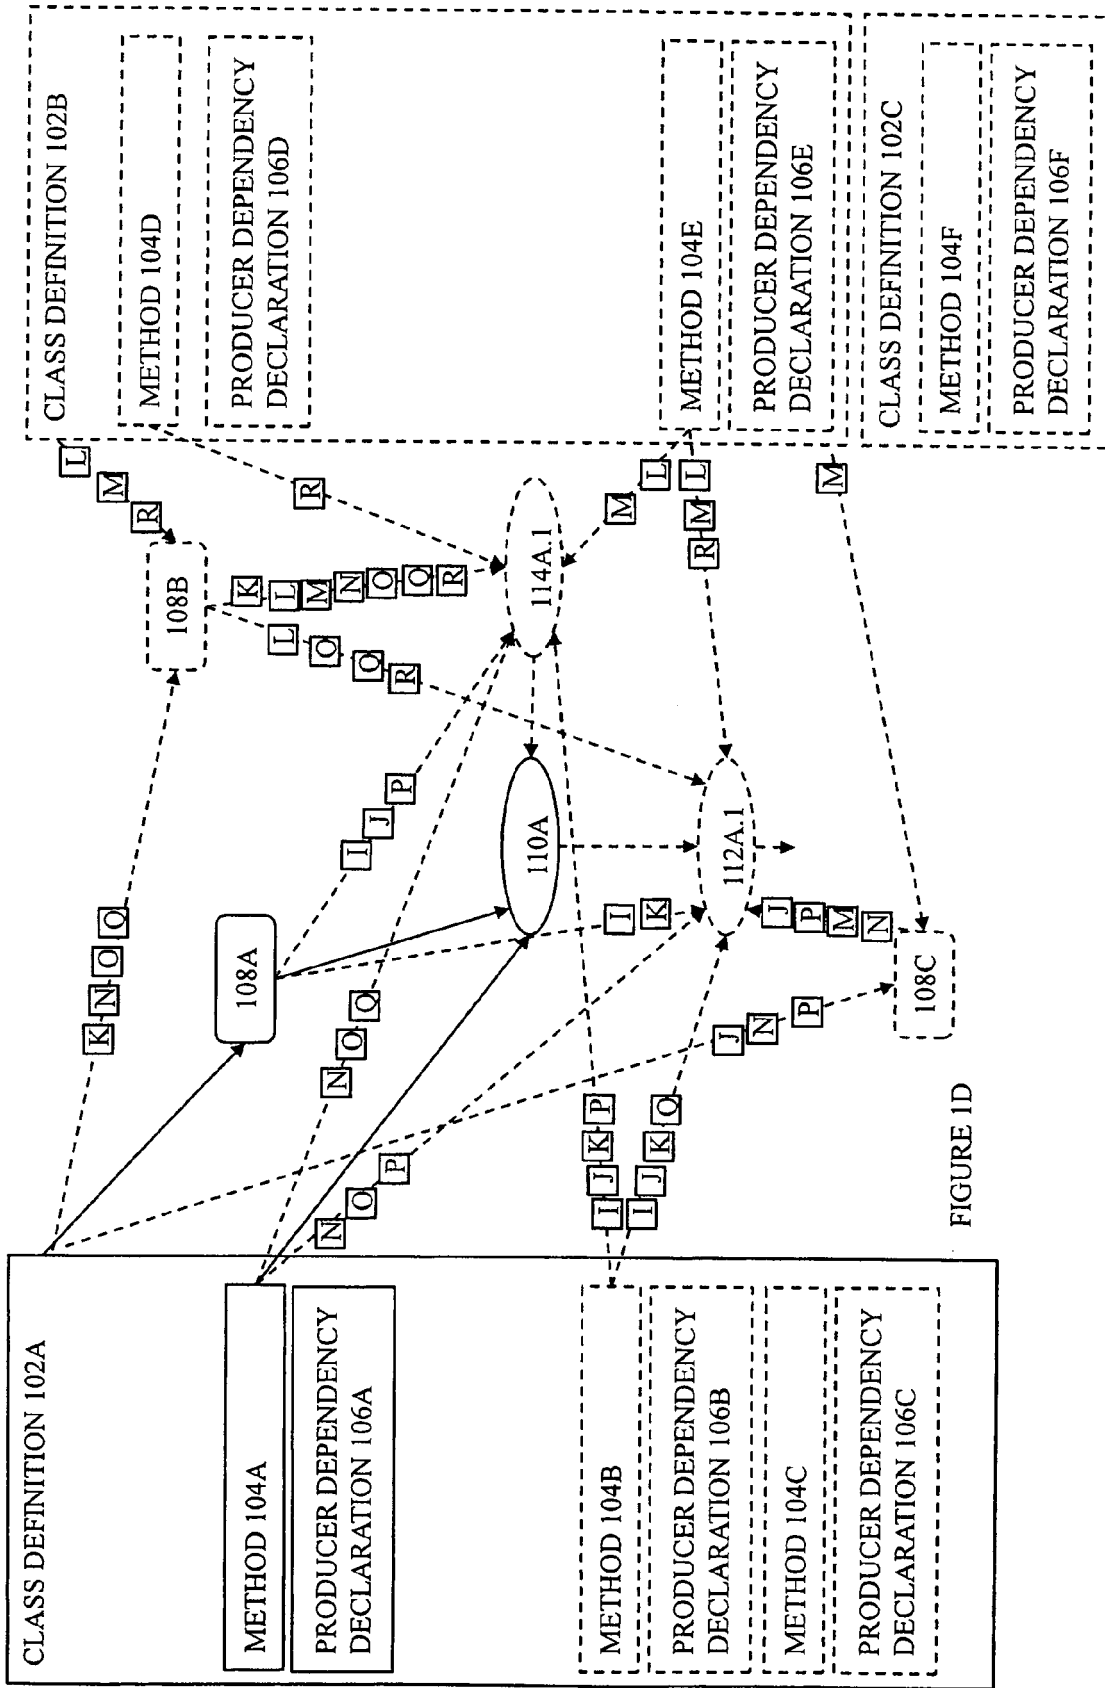 CLASS DEFINITION 102A
METHOD 104A
PRODUCER DEPENDENCY
DECLARATION 106A
METHOD 104B
PRODUCER DEPENDENCY
DECLARATION 106B
METHOD 104C
PRODUCER DEPENDENCY
DECLARATION 106C
K N O Q
108A
108B
L M R
K L M N O Q R
L O Q R
R
I J P
N O Q
N O P
110A
114A.1
M L
R M L
I K
112A.1
I J K P
I J K Q
J N P
J P M N
108C
M
CLASS DEFINITION 102B
METHOD 104D
PRODUCER DEPENDENCY
DECLARATION 106D
METHOD 104E
PRODUCER DEPENDENCY
DECLARATION 106E
CLASS DEFINITION 102C
METHOD 104F
PRODUCER DEPENDENCY
DECLARATION 106F
FIGURE 1D